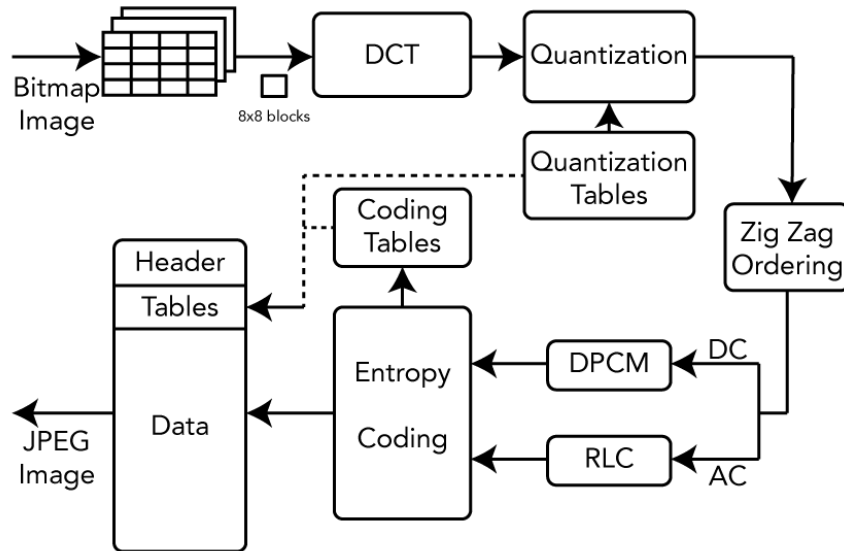 Bitmap
Image
8x8 blocks
DCT
Quantization
Quantization
Tables
Zig Zag
Ordering
Coding
Tables
Header
Tables
Data
Entropy
Coding
DPCM
DC
RLC
AC
JPEG
Image